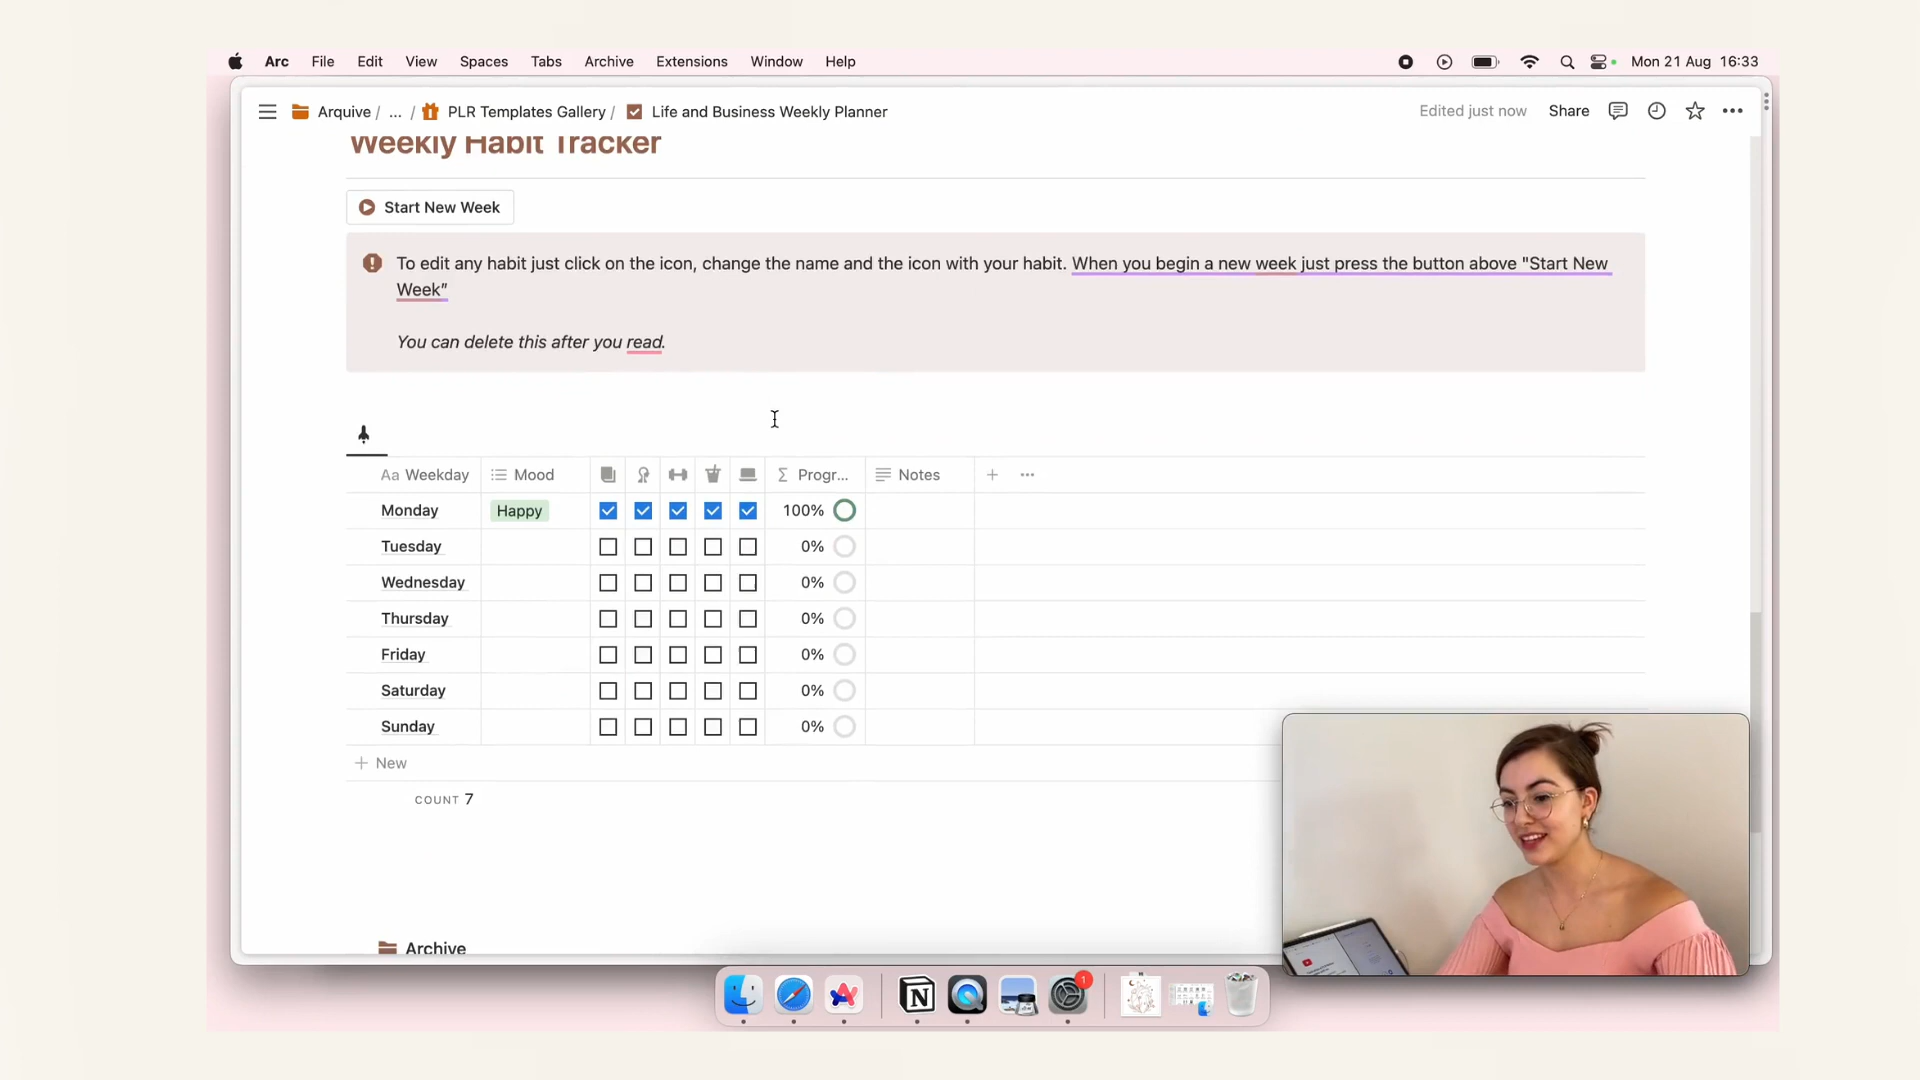 Arc File Edit View Spaces Tabs Archive Extensions Window Help Mon 21 Aug 16:33
Arquive / ... / PLR Templates Gallery / Life and Business Weekly Planner Edited just now Share
Weekly Habit Tracker
Start New Week
To edit any habit just click on the icon, change the name and the icon with your habit. When you begin a new week just press the button above "Start New
Week"
You can delete this after you read.
Aa Weekday Mood Σ Progr... Notes + ...
Monday Happy 100%
Tuesday 0%
Wednesday 0%
Thursday 0%
Friday 0%
Saturday 0%
Sunday 0%
+ New
COUNT 7
Archive
1